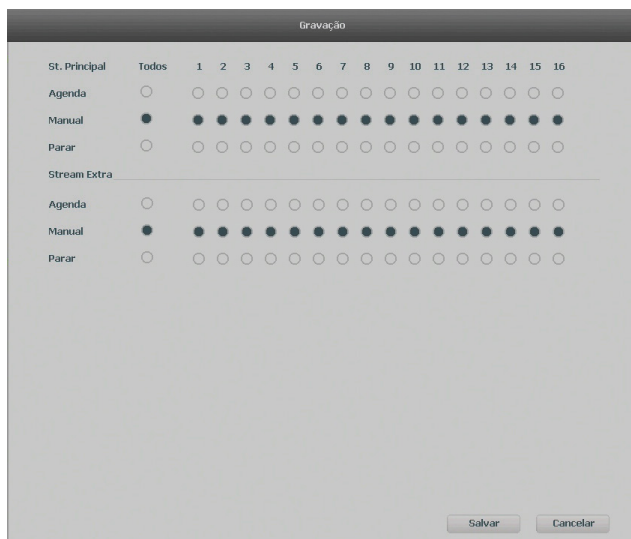 Gravação
St. Principal Todos 1 2 3 4 5 6 7 8 9 10 11 12 13 14 15 16
Agenda
Manual
Parar
Stream Extra
Agenda
Manual
Parar
Salvar Cancelar